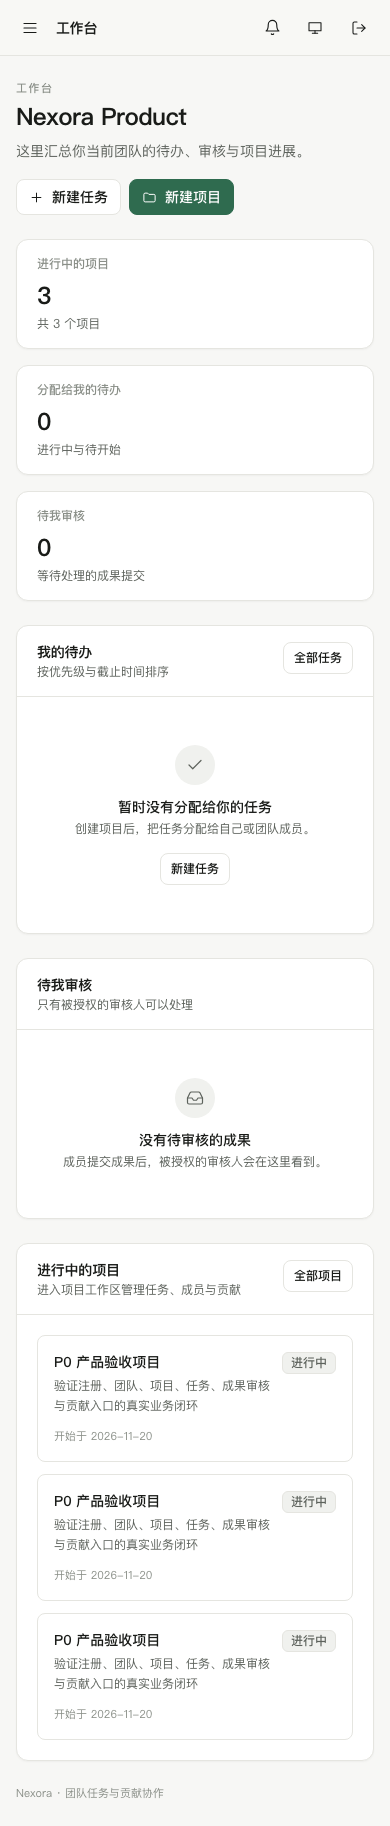 工作台
工作台
Nexora Product
这里汇总你当前团队的待办、审核与项目进展。
新建任务
新建项目
进行中的项目
3
共 3 个项目
分配给我的待办
0
进行中与待开始
待我审核
0
等待处理的成果提交
我的待办
按优先级与截止时间排序
全部任务
暂时没有分配给你的任务
创建项目后，把任务分配给自己或团队成员。
新建任务
待我审核
只有被授权的审核人可以处理
没有待审核的成果
成员提交成果后，被授权的审核人会在这里看到。
进行中的项目
进入项目工作区管理任务、成员与贡献
全部项目
P0 产品验收项目
进行中
验证注册、团队、项目、任务、成果审核
与贡献入口的真实业务闭环
开始于 2026-11-20
P0 产品验收项目
进行中
验证注册、团队、项目、任务、成果审核
与贡献入口的真实业务闭环
开始于 2026-11-20
P0 产品验收项目
进行中
验证注册、团队、项目、任务、成果审核
与贡献入口的真实业务闭环
开始于 2026-11-20
Nexora · 团队任务与贡献协作